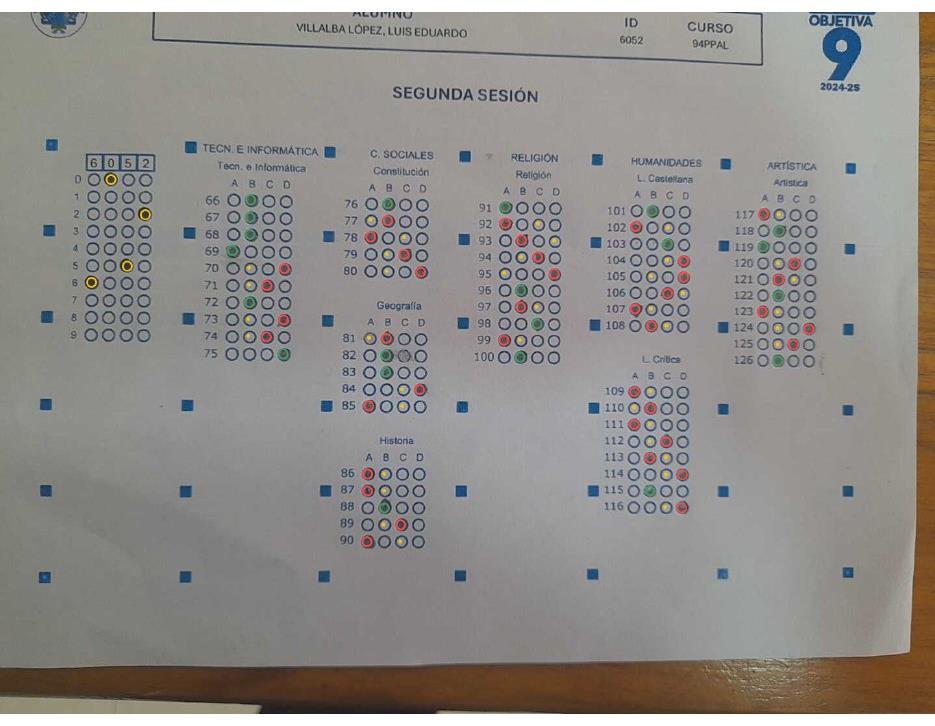 ALUMNO
VILLALBA LÓPEZ, LUIS EDUARDO
ID
6052
CURSO
94PPAL
OBJETIVA
9
2024-2S
SEGUNDA SESIÓN
6 0 5 2
0
1
2
3
4
5
6
7
8
9
TECN. E INFORMÁTICA
Tecn. e Informática
A B C D
66
67
68
69
70
71
72
73
74
75
C. SOCIALES
Constitución
A B C D
76
77
78
79
80
Geografía
A B C D
81
82
83
84
85
Historia
A B C D
86
87
88
89
90
RELIGIÓN
Religión
A B C D
91
92
93
94
95
96
97
98
99
100
HUMANIDADES
L. Castellana
A B C D
101
102
103
104
105
106
107
108
L. Crítica
A B C D
109
110
111
112
113
114
115
116
ARTÍSTICA
Artística
A B C D
117
118
119
120
121
122
123
124
125
126